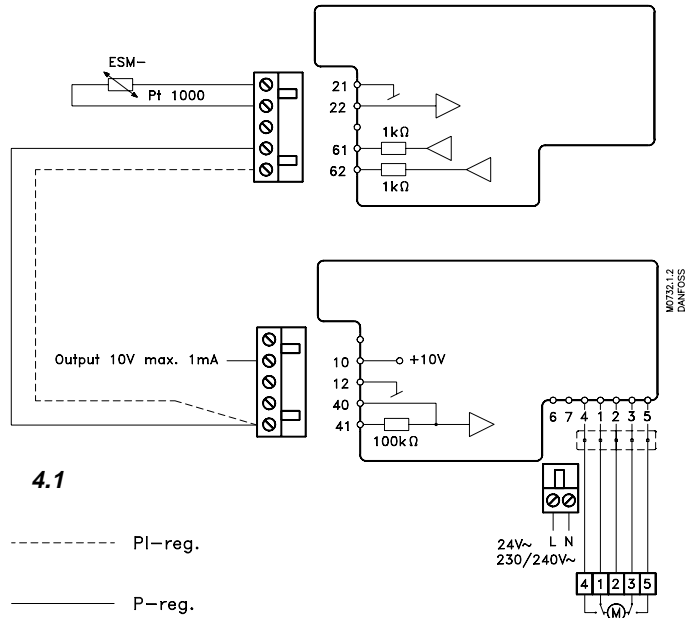 ESM–
Pt 1000
21
22
61
1kΩ
62
1kΩ
M0732.1.2
DANFOSS
Output 10V max. 1mA
10
+10V
12
40
41
100kΩ
6 7 4 1 2 3 5
4.1
24V~ L N
230/240V~
PI–reg.
4 1 2 3 5
P–reg.
M